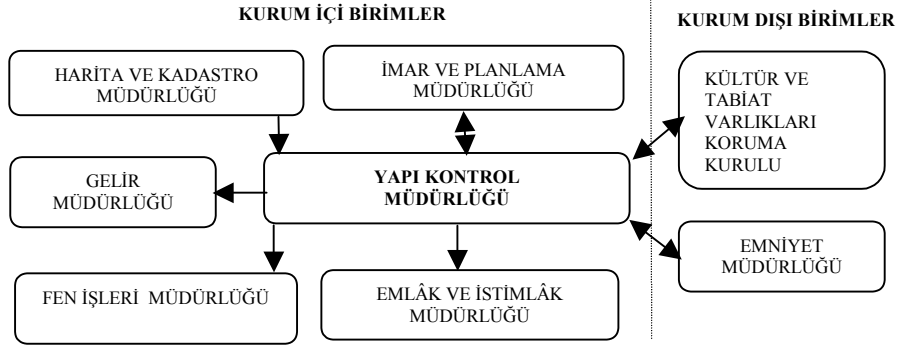 KURUM İÇİ BİRİMLER
KURUM DIŞI BİRİMLER
HARİTA VE KADASTRO
MÜDÜRLÜĞÜ
İMAR VE PLANLAMA
MÜDÜRLÜĞÜ
KÜLTÜR VE
TABİAT
VARLIKLARI
KORUMA
KURULU
GELİR
MÜDÜRLÜĞÜ
YAPI KONTROL
MÜDÜRLÜĞÜ
EMNİYET
MÜDÜRLÜĞÜ
FEN İŞLERİ MÜDÜRLÜĞÜ
EMLÂK VE İSTİMLÂK
MÜDÜRLÜĞÜ